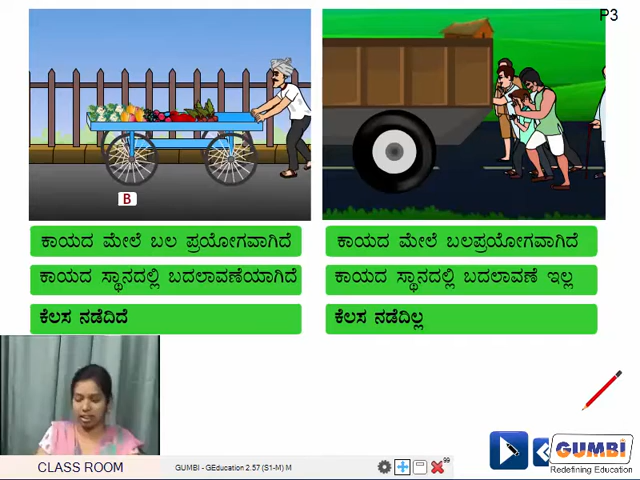 P3
B
ಕಾಯದ ಮೇಲೆ ಬಲ ಪ್ರಯೋಗವಾಗಿದೆ
ಕಾಯದ ಸ್ಥಾನದಲ್ಲಿ ಬದಲಾವಣೆಯಾಗಿದೆ
ಕೆಲಸ ನಡೆದಿದೆ
ಕಾಯದ ಮೇಲೆ ಬಲಪ್ರಯೋಗವಾಗಿದೆ
ಕಾಯದ ಸ್ಥಾನದಲ್ಲಿ ಬದಲಾವಣೆ ಇಲ್ಲ
ಕೆಲಸ ನಡೆದಿಲ್ಲ
CLASS ROOM
GUMBI - GEducation 2.57 (S1-M) M
99
GUMBi
Redefining Education